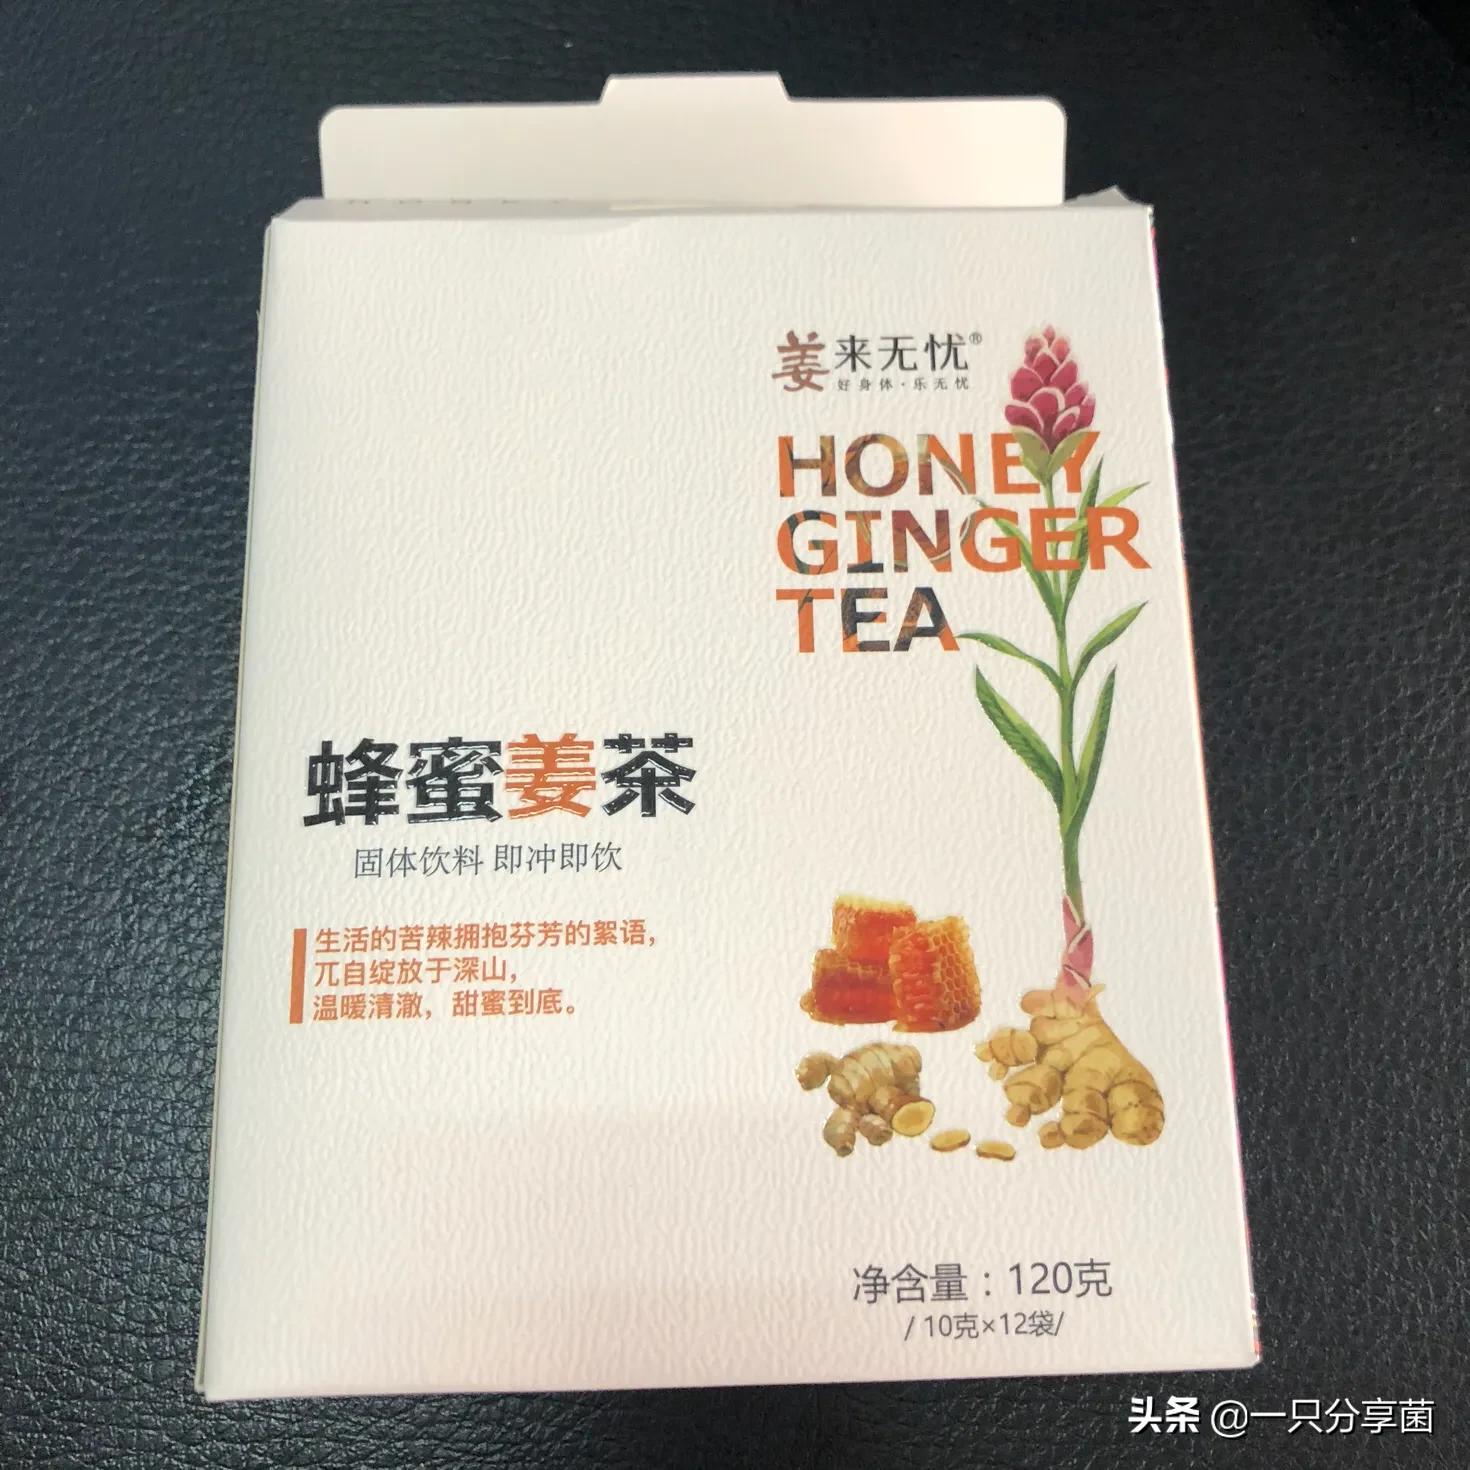 姜来无忧®
好身体·乐无忧
HONEY
GINGER
TEA
蜂蜜姜茶
固体饮料 即冲即饮
生活的苦辣拥抱芬芳的絮语，
兀自绽放于深山，
温暖清澈，甜蜜到底。
净含量：120克
/10克×12袋/
头条 @一只分享菌